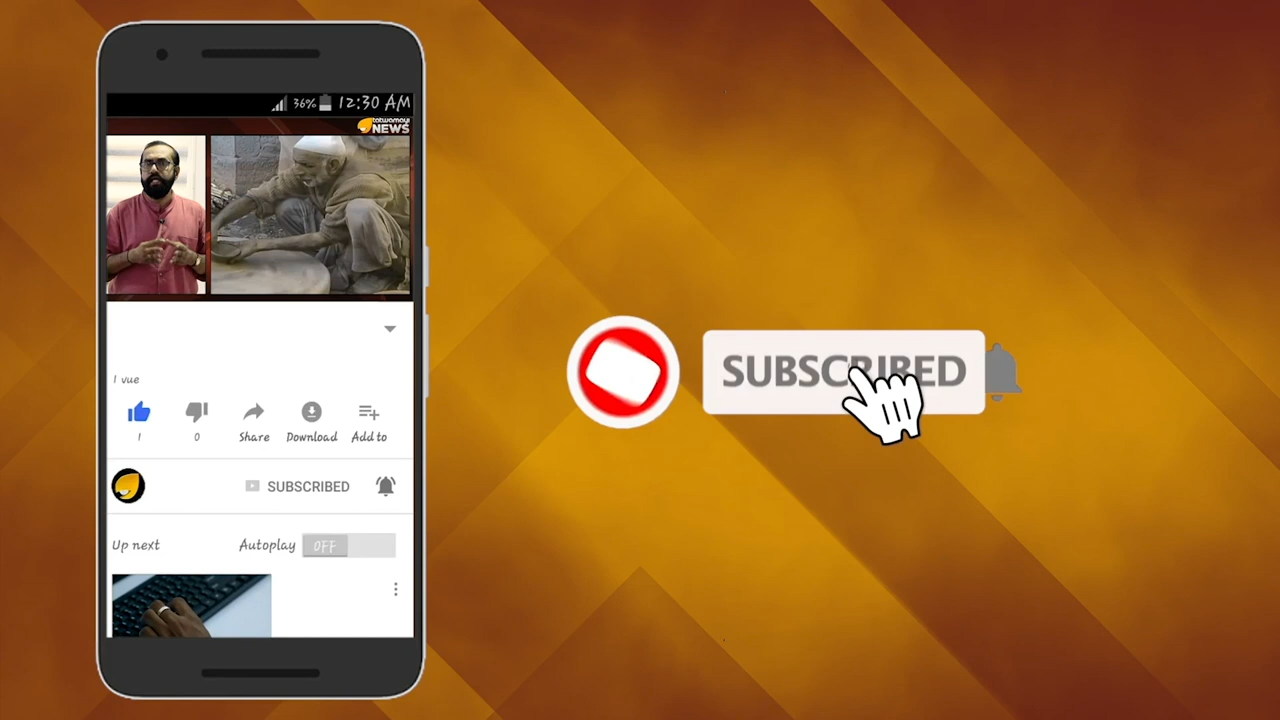 36% 12:30 AM
tatwamayi
NEWS
1 vue
1
0
Share
Download
Add to
SUBSCRIBED
Up next
Autoplay
OFF
SUBSCRIBED